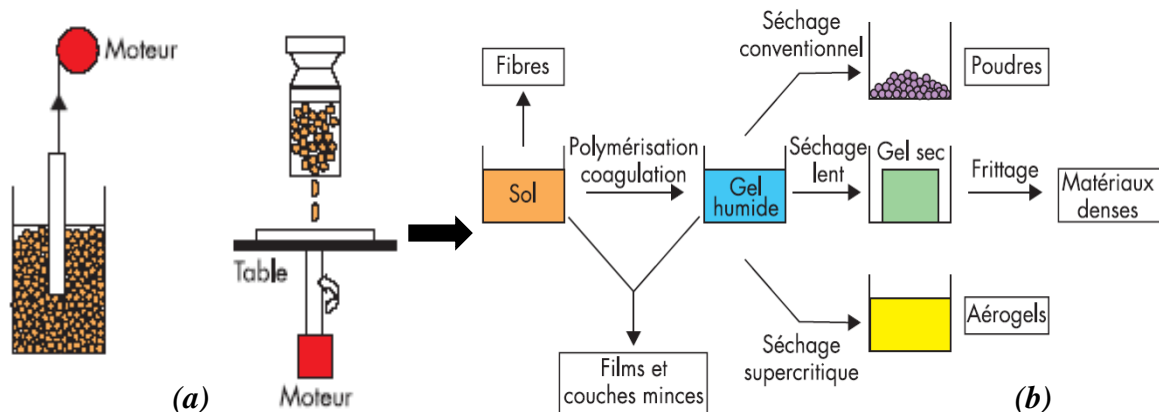 Moteur
Table
Moteur
(a)
Fibres
Sol
Polymérisation
coagulation
Films et
couches minces
Gel
humide
Séchage
conventionnel
Poudres
Séchage
lent
Gel sec
Frittage
Matériaux
denses
Séchage
supercritique
Aérogels
(b)